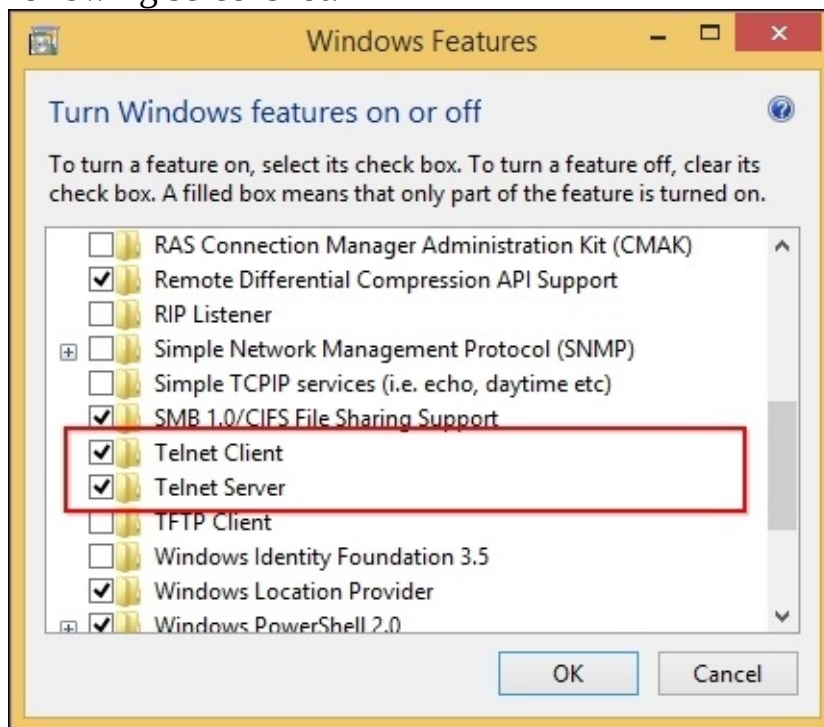 Windows Features
Turn Windows features on or off
To turn a feature on, select its check box. To turn a feature off, clear its
check box. A filled box means that only part of the feature is turned on.
RAS Connection Manager Administration Kit (CMAK)
Remote Differential Compression API Support
RIP Listener
Simple Network Management Protocol (SNMP)
Simple TCPIP services (i.e. echo, daytime etc)
SMB 1.0/CIFS File Sharing Support
Telnet Client
Telnet Server
TFTP Client
Windows Identity Foundation 3.5
Windows Location Provider
Windows PowerShell 2.0
OK Cancel